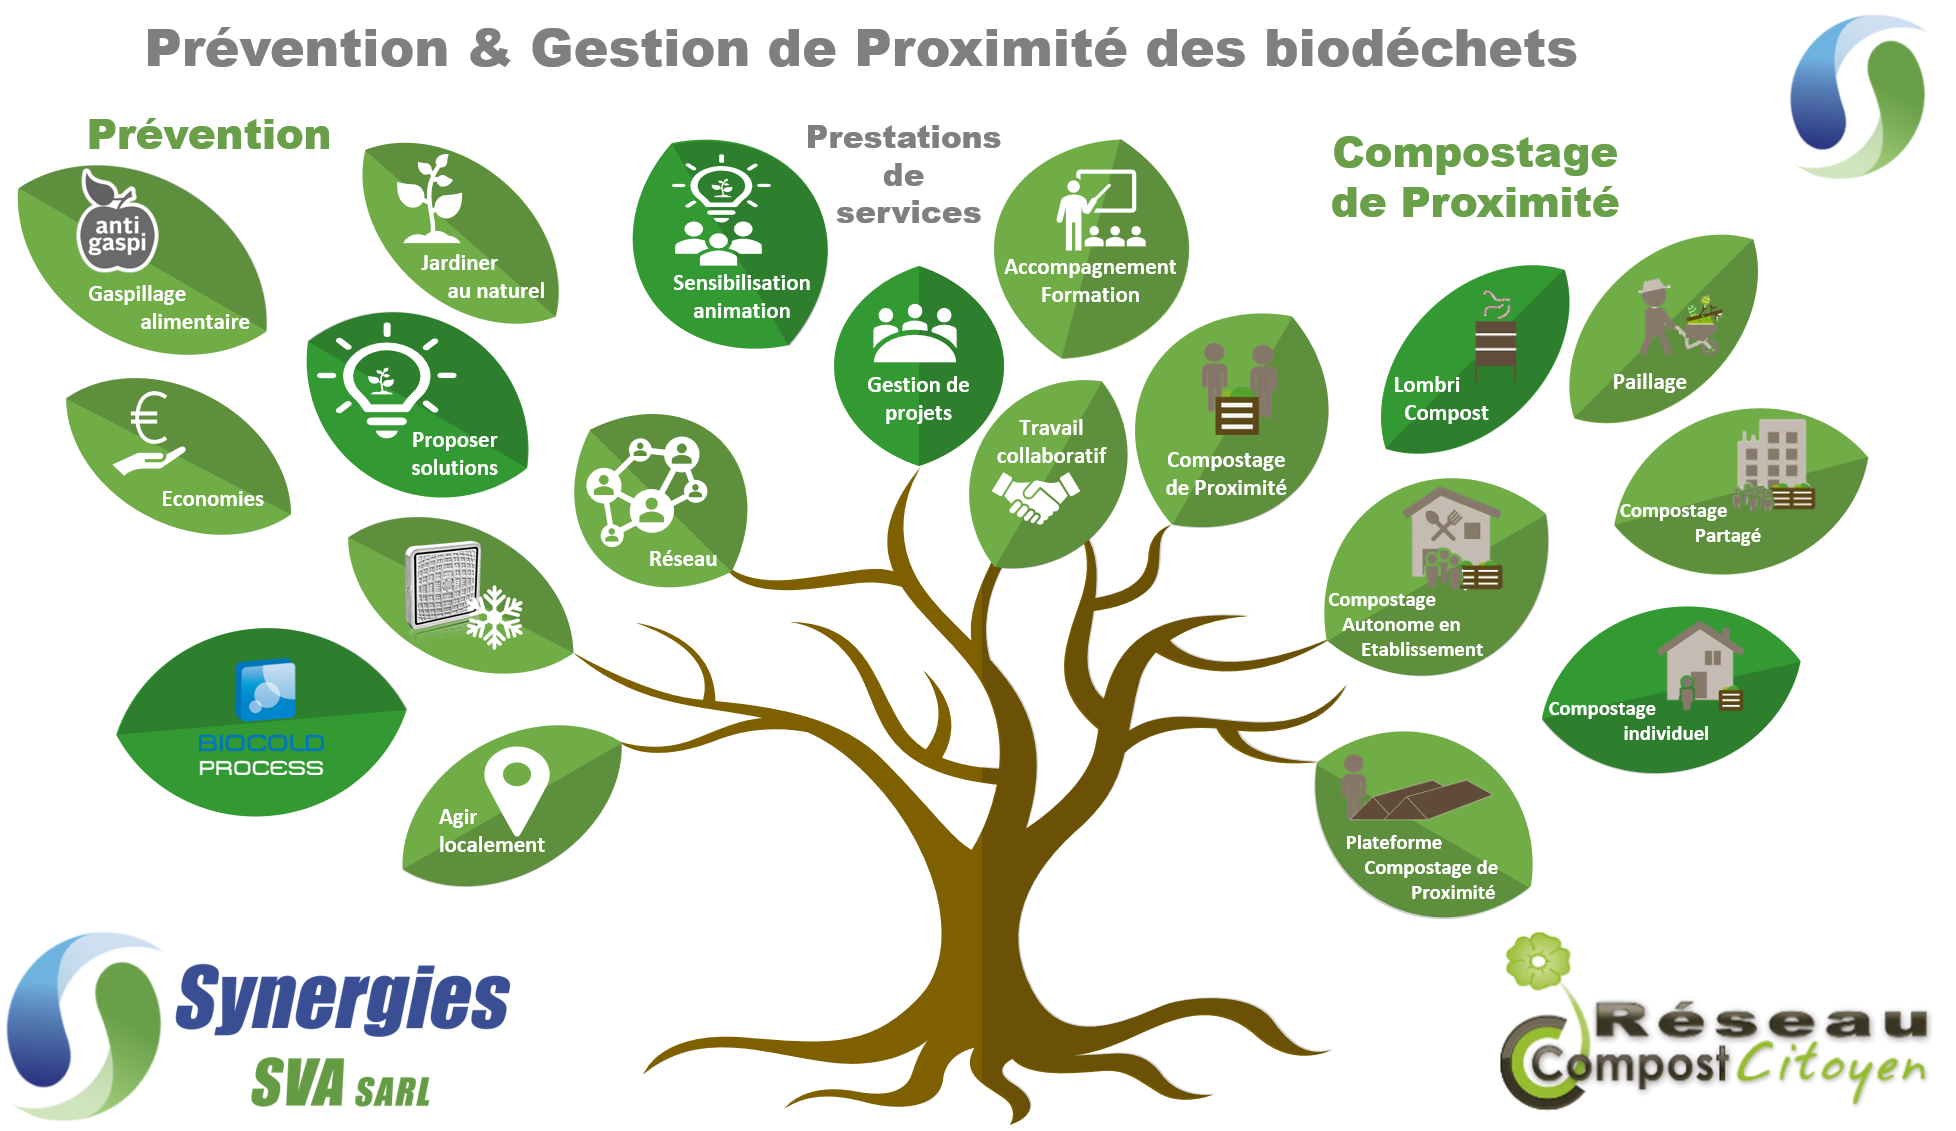 Prévention & Gestion de Proximité des biodéchets
Prévention
anti
gaspi
Gaspillage
alimentaire
Jardiner
au naturel
Proposer
solutions
Economies
BIOCOLD
PROCESS
Agir
localement
Prestations
de
services
Sensibilisation
animation
Gestion de
projets
Accompagnement
Formation
Réseau
Travail
collaboratif
Compostage
de Proximité
Compostage
de Proximité
Lombri
Compost
Paillage
Compostage
Partagé
Compostage
Autonome en
Etablissement
Compostage
individuel
Plateforme
Compostage de
Proximité
Synergies
SVA SARL
Réseau
Compost Citoyen